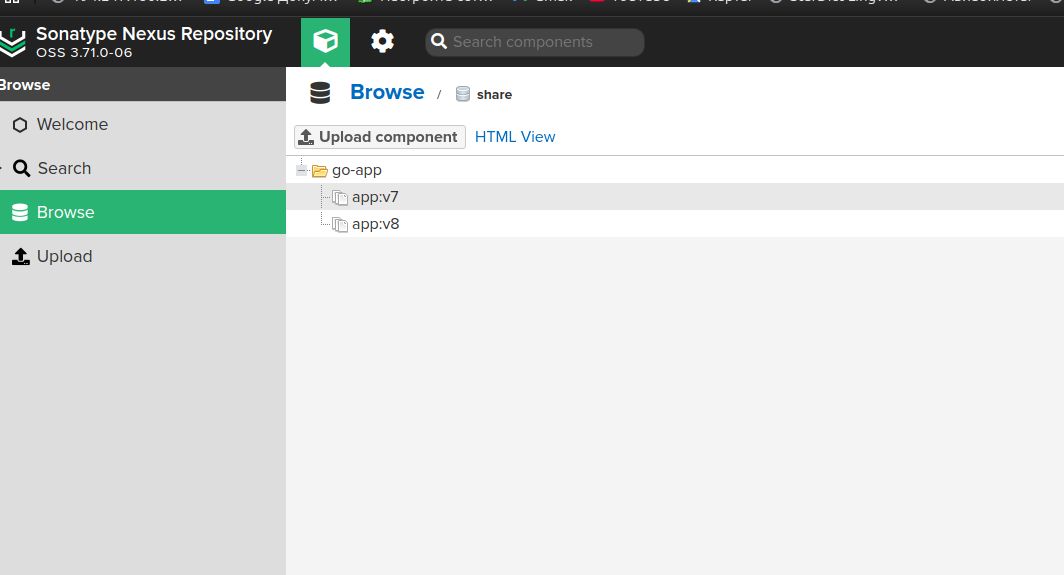 Sonatype Nexus Repository
OSS 3.71.0-06
Search components
Browse
Browse / share
Welcome
Upload component HTML View
Search
go-app
app:v7
Browse
app:v8
Upload